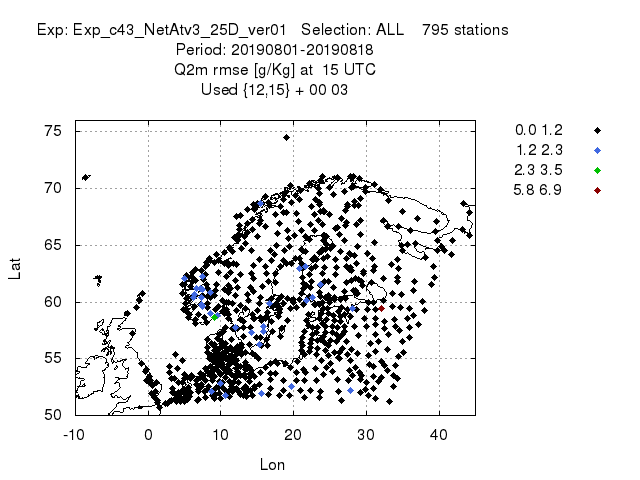 Exp: Exp_c43_NetAtv3_25D_ver01   Selection: ALL    795 stations
Period: 20190801-20190818
Q2m rmse [g/Kg] at  15 UTC
Used {12,15} + 00 03
0.0 1.2
1.2 2.3
2.3 3.5
5.8 6.9
75
70
65
60
55
50
Lat
-10 0 10 20 30 40
Lon